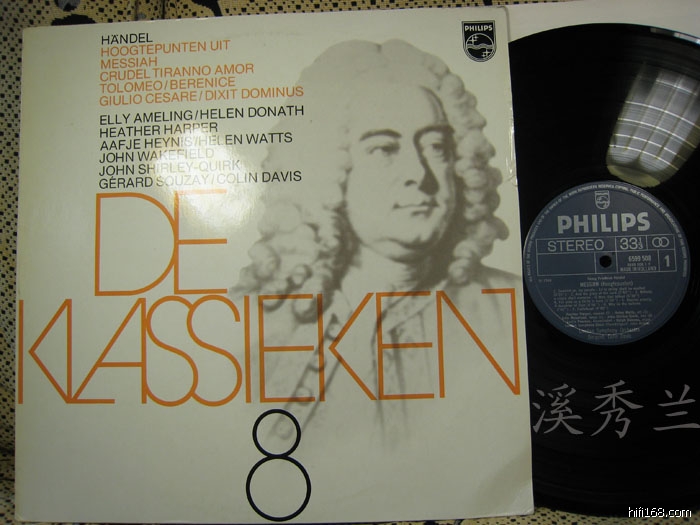 HÄNDEL
HOOGTEPUNTEN UIT
MESSIAH
CRUDEL TIRANNO AMOR
TOLOMEO/BERENICE
GIULIO CESARE/DIXIT DOMINUS
ELLY AMELING/HELEN DONATH
HEATHER HARPER
AAFJE HEYNIS/HELEN WATTS
JOHN WAKEFIELD
JOHN SHIRLEY-QUIRK
GÉRARD SOUZAY/COLIN DAVIS
DE
KLASSIEKEN
8
PHILIPS
PHILIPS
STEREO 33⅓
6599 508
MADE IN HOLLAND
1
MESSIAH (Hoogtepunten)
溪秀兰
hifi168.com